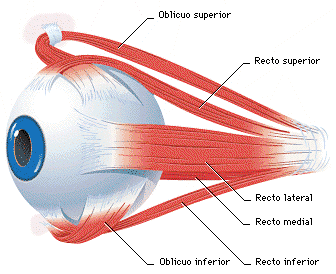 Oblicuo superior
Recto superior
Recto lateral
Recto medial
Oblicuo inferior
Recto inferior